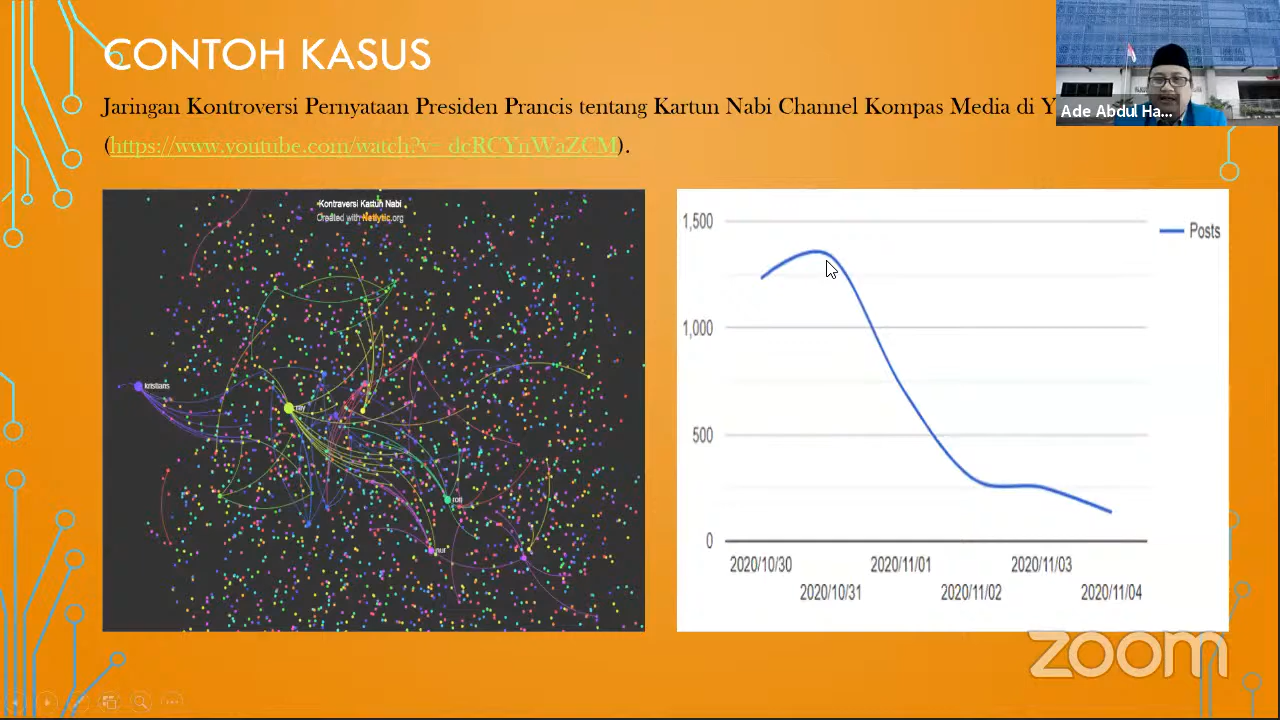 CONTOH KASUS
Jaringan Kontroversi Pernyataan Presiden Prancis tentang Kartun Nabi Channel Kompas Media di Y
Ade Abdul Ha...
(https://www.youtube.com/watch?v=_dcRCYnWaZCM).
Kontraversi Kastun Nabi
Created with Netlytic.org
kristians
ray
ron
nur
1,500
Posts
1,000
500
0
2020/10/30
2020/11/01
2020/11/03
2020/10/31
2020/11/02
2020/11/04
zoom